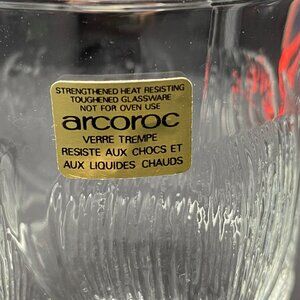 STRENGTHENED HEAT RESISTING
TOUGHENED GLASSWARE
NOT FOR OVEN USE
arcoroc
VERRE TREMPE
RESISTE AUX CHOCS ET
AUX LIQUIDES CHAUDS